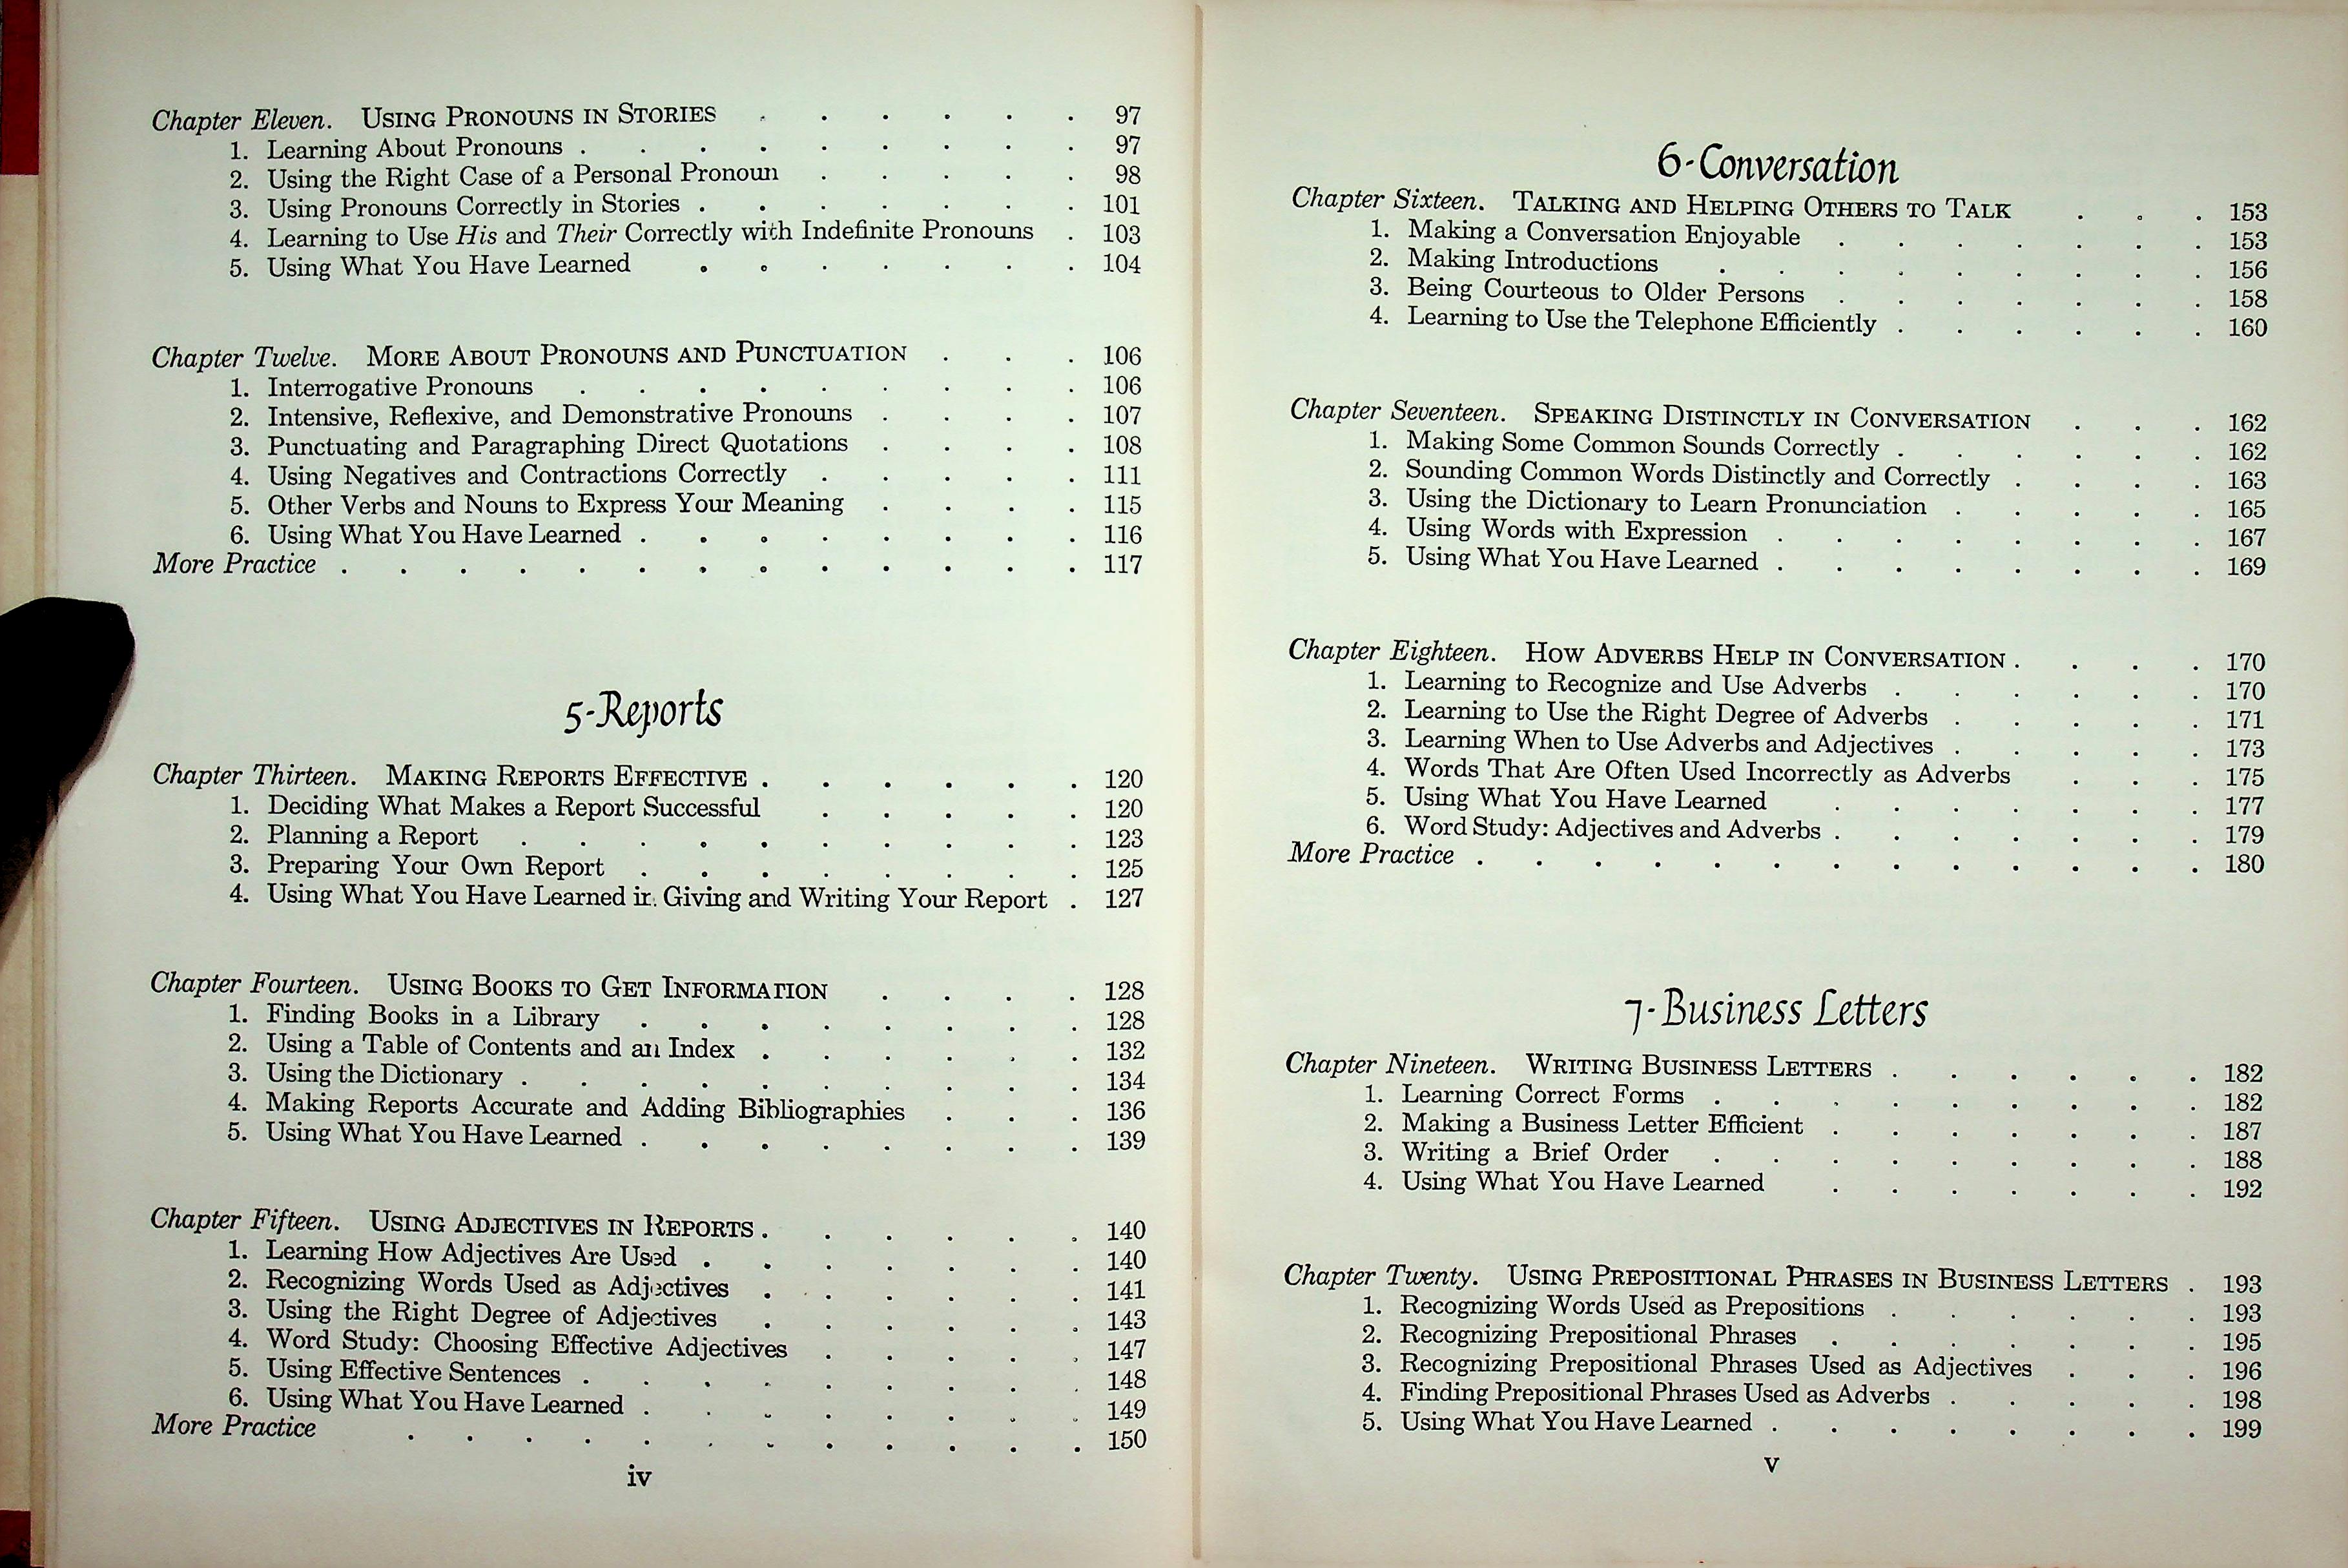 Chapter Eleven. USING PRONOUNS IN STORIES . . . . . . 97
1. Learning About Pronouns . . . . . . . . . 97
2. Using the Right Case of a Personal Pronoun . . . . . 98
3. Using Pronouns Correctly in Stories . . . . . . . 101
4. Learning to Use His and Their Correctly with Indefinite Pronouns . 103
5. Using What You Have Learned . . . . . . . 104
Chapter Twelve. MORE ABOUT PRONOUNS AND PUNCTUATION . . . 106
1. Interrogative Pronouns . . . . . . . . . 106
2. Intensive, Reflexive, and Demonstrative Pronouns . . . . 107
3. Punctuating and Paragraphing Direct Quotations . . . . 108
4. Using Negatives and Contractions Correctly . . . . . 111
5. Other Verbs and Nouns to Express Your Meaning . . . . 115
6. Using What You Have Learned . . . . . . . . 116
More Practice . . . . . . . . . . . . . 117
5-Reports
Chapter Thirteen. MAKING REPORTS EFFECTIVE . . . . . . 120
1. Deciding What Makes a Report Successful . . . . . 120
2. Planning a Report . . . . . . . . . . 123
3. Preparing Your Own Report . . . . . . . . 125
4. Using What You Have Learned in Giving and Writing Your Report . 127
Chapter Fourteen. USING BOOKS TO GET INFORMATION . . . . 128
1. Finding Books in a Library . . . . . . . . 128
2. Using a Table of Contents and an Index . . . . . . 132
3. Using the Dictionary . . . . . . . . . . 134
4. Making Reports Accurate and Adding Bibliographies . . . 136
5. Using What You Have Learned . . . . . . . . 139
Chapter Fifteen. USING ADJECTIVES IN REPORTS . . . . . . 140
1. Learning How Adjectives Are Used . . . . . . . 140
2. Recognizing Words Used as Adjectives . . . . . . 141
3. Using the Right Degree of Adjectives . . . . . . 143
4. Word Study: Choosing Effective Adjectives . . . . . 147
5. Using Effective Sentences . . . . . . . . . 148
6. Using What You Have Learned . . . . . . . . 149
More Practice . . . . . . . . . . . . 150
iv
6-Conversation
Chapter Sixteen. TALKING AND HELPING OTHERS TO TALK . . . 153
1. Making a Conversation Enjoyable . . . . . . . 153
2. Making Introductions . . . . . . . . . 156
3. Being Courteous to Older Persons . . . . . . . 158
4. Learning to Use the Telephone Efficiently . . . . . . 160
Chapter Seventeen. SPEAKING DISTINCTLY IN CONVERSATION . . . 162
1. Making Some Common Sounds Correctly . . . . . . 162
2. Sounding Common Words Distinctly and Correctly . . . . 163
3. Using the Dictionary to Learn Pronunciation . . . . . 165
4. Using Words with Expression . . . . . . . . 167
5. Using What You Have Learned . . . . . . . . 169
Chapter Eighteen. HOW ADVERBS HELP IN CONVERSATION . . . . 170
1. Learning to Recognize and Use Adverbs . . . . . . 170
2. Learning to Use the Right Degree of Adverbs . . . . . 171
3. Learning When to Use Adverbs and Adjectives . . . . . 173
4. Words That Are Often Used Incorrectly as Adverbs . . . 175
5. Using What You Have Learned . . . . . . . 177
6. Word Study: Adjectives and Adverbs . . . . . . . 179
More Practice . . . . . . . . . . . . . 180
7-Business Letters
Chapter Nineteen. WRITING BUSINESS LETTERS . . . . . . 182
1. Learning Correct Forms . . . . . . . . . 182
2. Making a Business Letter Efficient . . . . . . . 187
3. Writing a Brief Order . . . . . . . . . 188
4. Using What You Have Learned . . . . . . . 192
Chapter Twenty. USING PREPOSITIONAL PHRASES IN BUSINESS LETTERS . 193
1. Recognizing Words Used as Prepositions . . . . . . 193
2. Recognizing Prepositional Phrases . . . . . . . 195
3. Recognizing Prepositional Phrases Used as Adjectives . . . 196
4. Finding Prepositional Phrases Used as Adverbs . . . . . 198
5. Using What You Have Learned . . . . . . . . 199
v